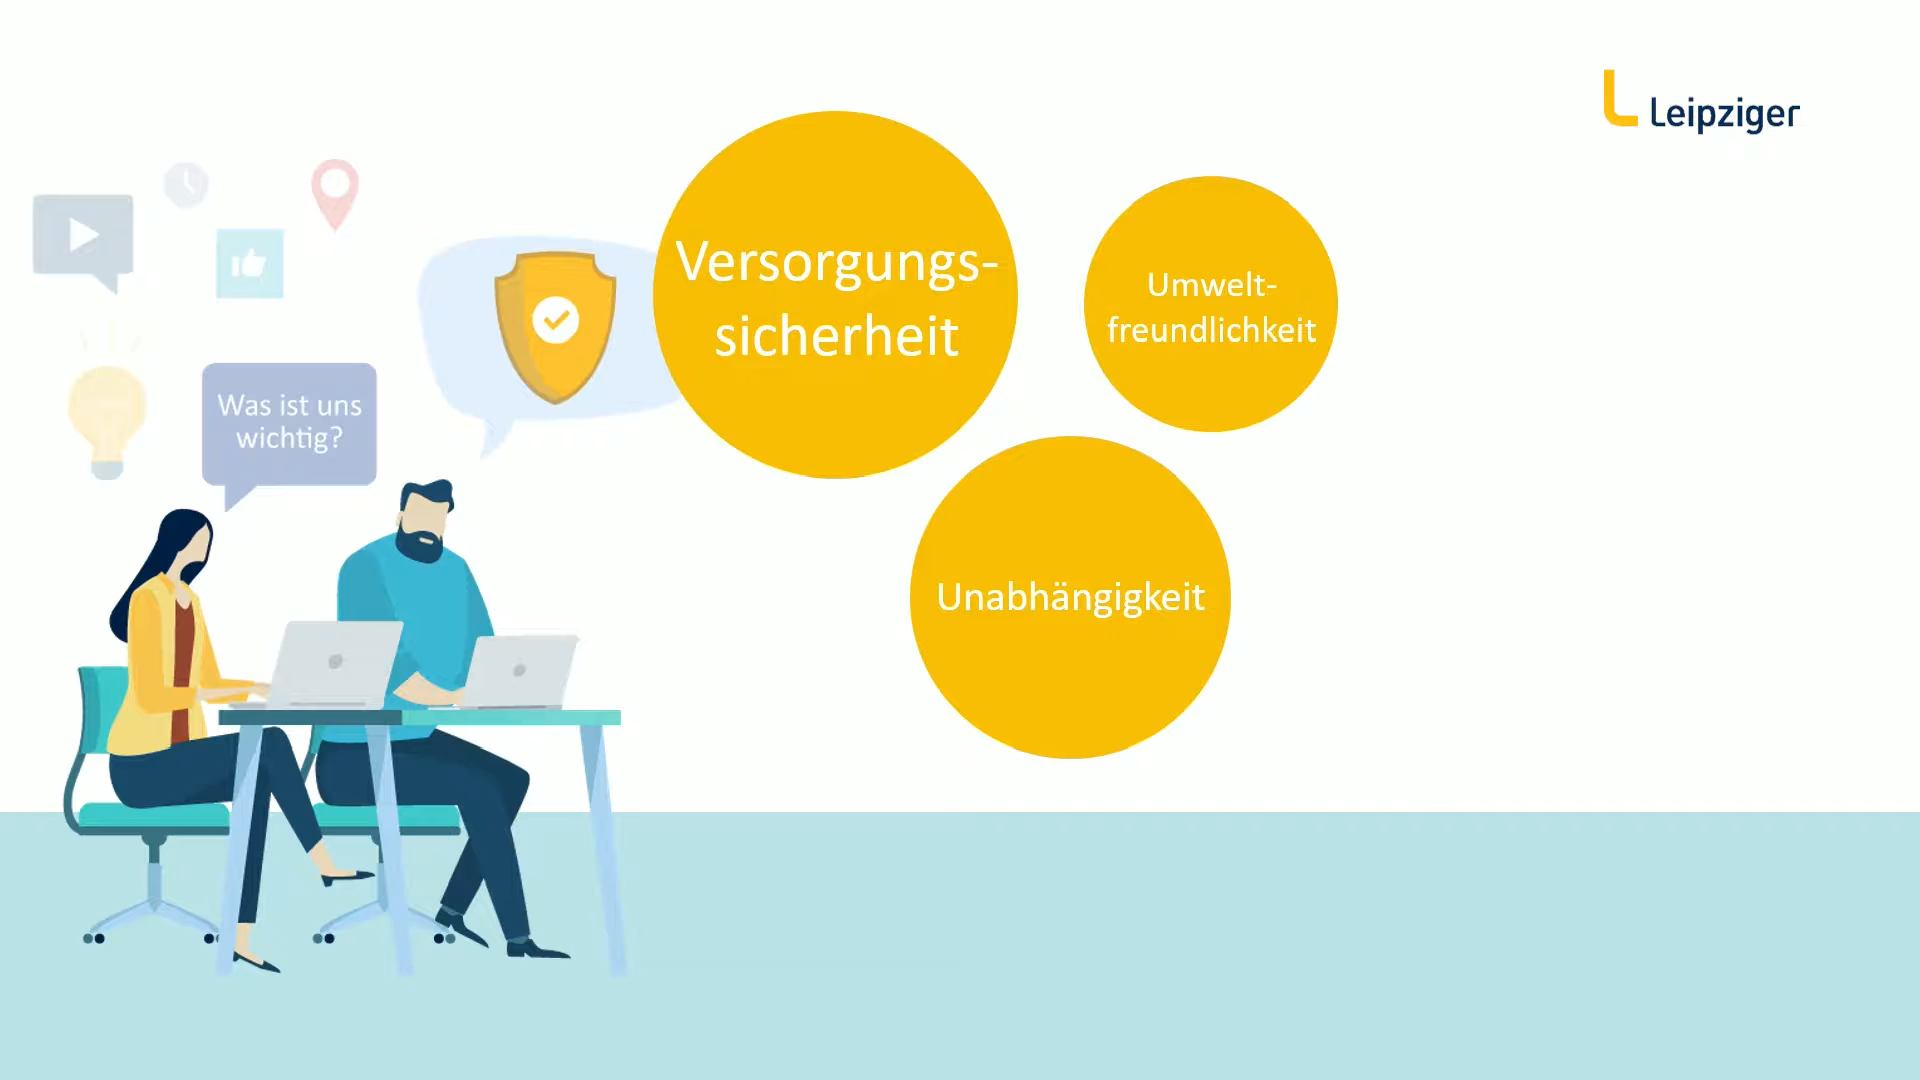 Leipziger
Versorgungs-
sicherheit
Umwelt-
freundlichkeit
Was ist uns
wichtig?
Unabhängigkeit